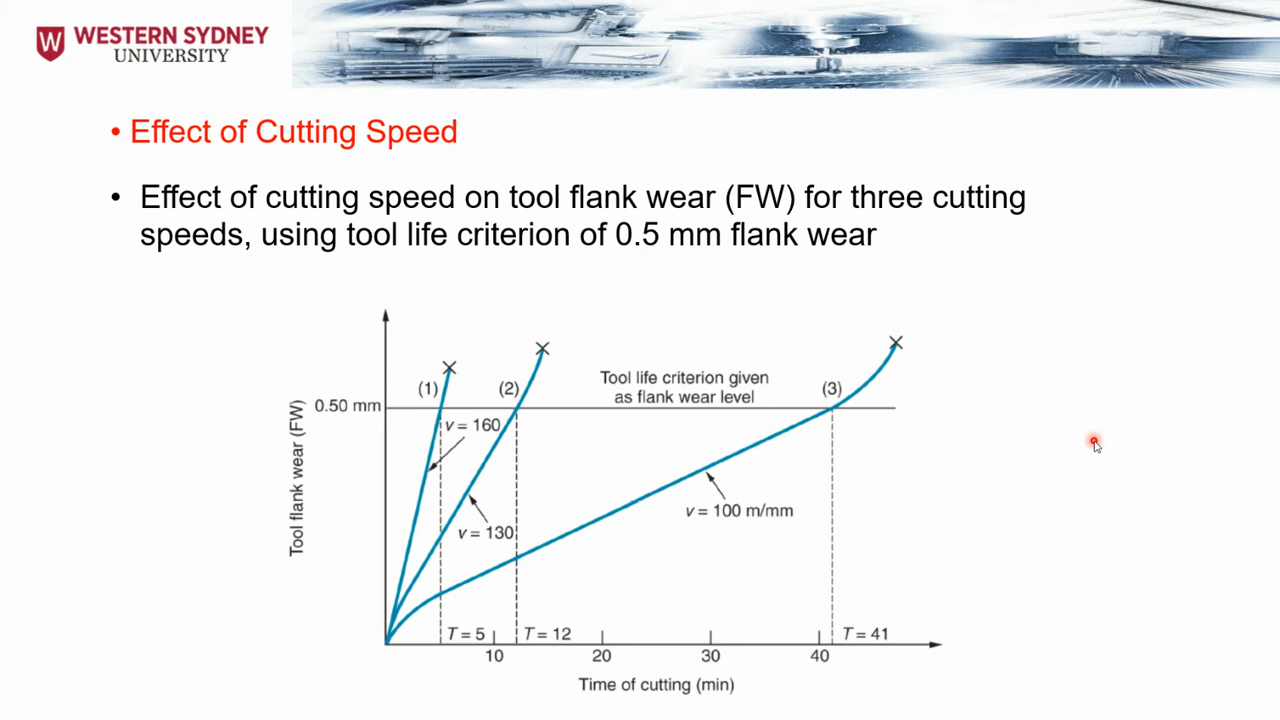 WESTERN SYDNEY
UNIVERSITY
W
• Effect of Cutting Speed
• Effect of cutting speed on tool flank wear (FW) for three cutting
speeds, using tool life criterion of 0.5 mm flank wear
Tool flank wear (FW)
0.50 mm
(1)
(2)
Tool life criterion given
as flank wear level
(3)
v = 160
v = 130
v = 100 m/mm
T = 5
T = 12
T = 41
10
20
30
40
Time of cutting (min)